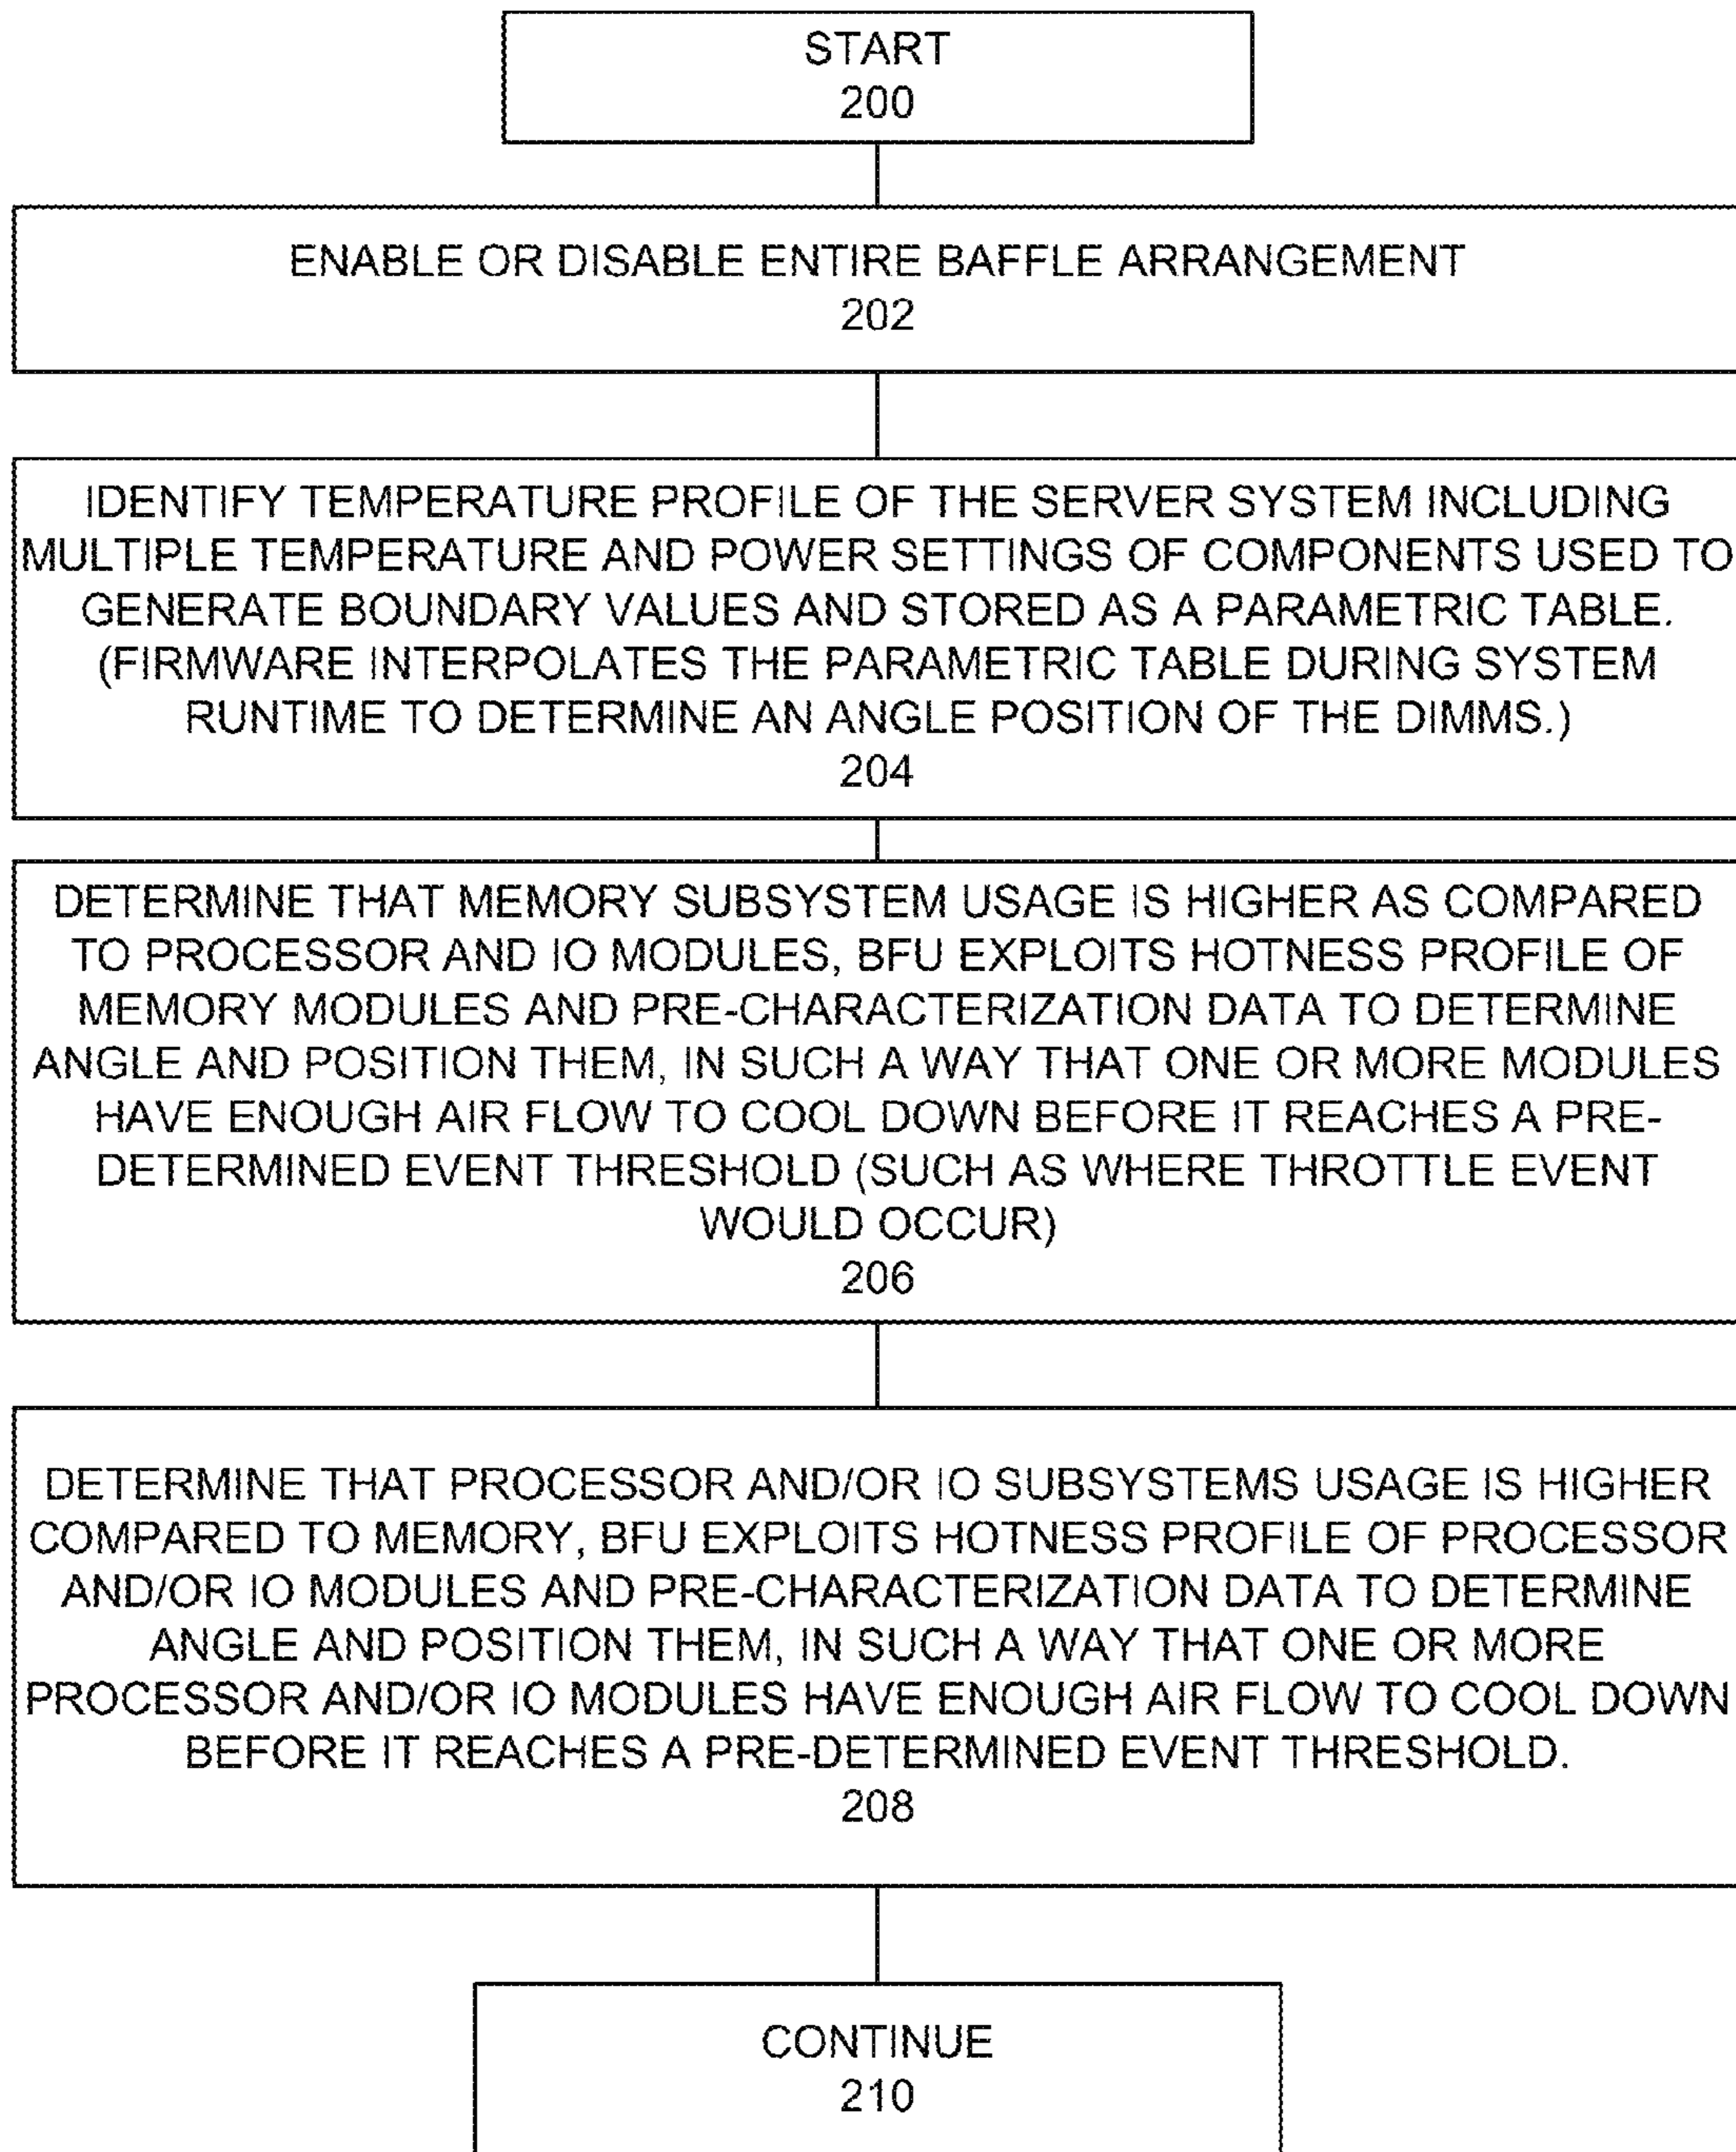 START
200
ENABLE OR DISABLE ENTIRE BAFFLE ARRANGEMENT
202
IDENTIFY TEMPERATURE PROFILE OF THE SERVER SYSTEM INCLUDING
MULTIPLE TEMPERATURE AND POWER SETTINGS OF COMPONENTS USED TO
GENERATE BOUNDARY VALUES AND STORED AS A PARAMETRIC TABLE.
(FIRMWARE INTERPOLATES THE PARAMETRIC TABLE DURING SYSTEM
RUNTIME TO DETERMINE AN ANGLE POSITION OF THE DIMMS.)
204
DETERMINE THAT MEMORY SUBSYSTEM USAGE IS HIGHER AS COMPARED
TO PROCESSOR AND IO MODULES, BFU EXPLOITS HOTNESS PROFILE OF
MEMORY MODULES AND PRE-CHARACTERIZATION DATA TO DETERMINE
ANGLE AND POSITION THEM, IN SUCH A WAY THAT ONE OR MORE MODULES
HAVE ENOUGH AIR FLOW TO COOL DOWN BEFORE IT REACHES A PRE-
DETERMINED EVENT THRESHOLD (SUCH AS WHERE THROTTLE EVENT
WOULD OCCUR)
206
DETERMINE THAT PROCESSOR AND/OR IO SUBSYSTEMS USAGE IS HIGHER
COMPARED TO MEMORY, BFU EXPLOITS HOTNESS PROFILE OF PROCESSOR
AND/OR IO MODULES AND PRE-CHARACTERIZATION DATA TO DETERMINE
ANGLE AND POSITION THEM, IN SUCH A WAY THAT ONE OR MORE
PROCESSOR AND/OR IO MODULES HAVE ENOUGH AIR FLOW TO COOL DOWN
BEFORE IT REACHES A PRE-DETERMINED EVENT THRESHOLD.
208
CONTINUE
210